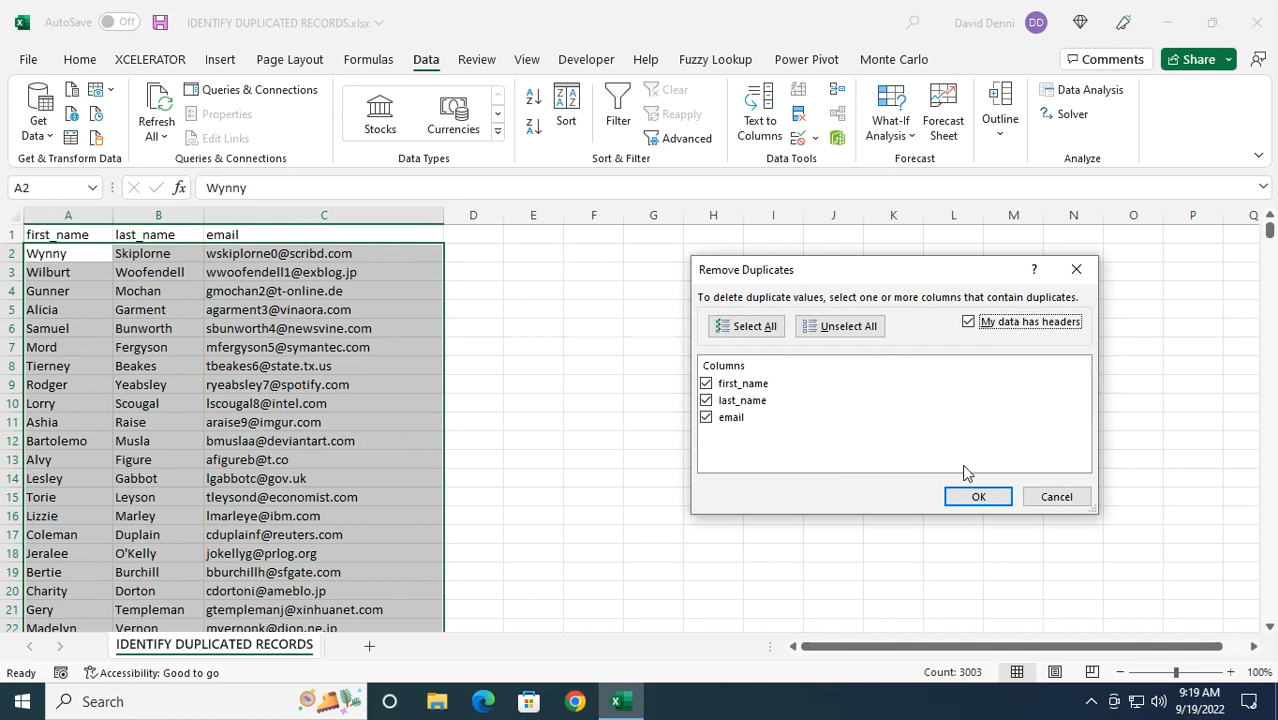 AutoSave Off IDENTIFY DUPLICATED RECORDS.xlsx David Denni DD
File Home XCELERATOR Insert Page Layout Formulas Data Review View Developer Help Fuzzy Lookup Power Pivot Monte Carlo Comments Share
Get Data
Refresh All
Queries & Connections
Properties
Edit Links
Stocks
Currencies
Sort
Filter
Clear
Reapply
Advanced
Text to Columns
What-If Analysis
Forecast Sheet
Outline
Data Analysis
Solver
Get & Transform Data Queries & Connections Data Types Sort & Filter Data Tools Forecast Analyze
A2 fx Wynny
A B C D E F G H I J K L M N O P Q
1 first_name last_name email
2 Wynny Skiplorne wskiplorne0@scribd.com
3 Wilburt Woofendell wwoofendell1@exblog.jp
4 Gunner Mochan gmochan2@t-online.de
5 Alicia Garment agarment3@vinaora.com
6 Samuel Bunworth sbunworth4@newsvine.com
7 Mord Fergyson mfergyson5@symantec.com
8 Tierney Beakes tbeakes6@state.tx.us
9 Rodger Yeabsley ryeabsley7@spotify.com
10 Lorry Scougal lscougal8@intel.com
11 Ashia Raise araise9@imgur.com
12 Bartolemo Musla bmuslaa@deviantart.com
13 Alvy Figure afigureb@t.co
14 Lesley Gabbot lgabbotc@gov.uk
15 Torie Leyson tleysond@economist.com
16 Lizzie Marley lmarleye@ibm.com
17 Coleman Duplain cduplainf@reuters.com
18 Jeralee O'Kelly jokellyg@prlog.org
19 Bertie Burchill bburchillh@sfgate.com
20 Charity Dorton cdortoni@ameblo.jp
21 Gery Templeman gtemplemanj@xinhuanet.com
22 Madelyn Vernon mvernonk@dion.ne.jp
Remove Duplicates ?
To delete duplicate values, select one or more columns that contain duplicates.
Select All Unselect All My data has headers
Columns
first_name
last_name
email
OK Cancel
IDENTIFY DUPLICATED RECORDS
Ready Accessibility: Good to go Count: 3003 100%
Search
9:19 AM
9/19/2022